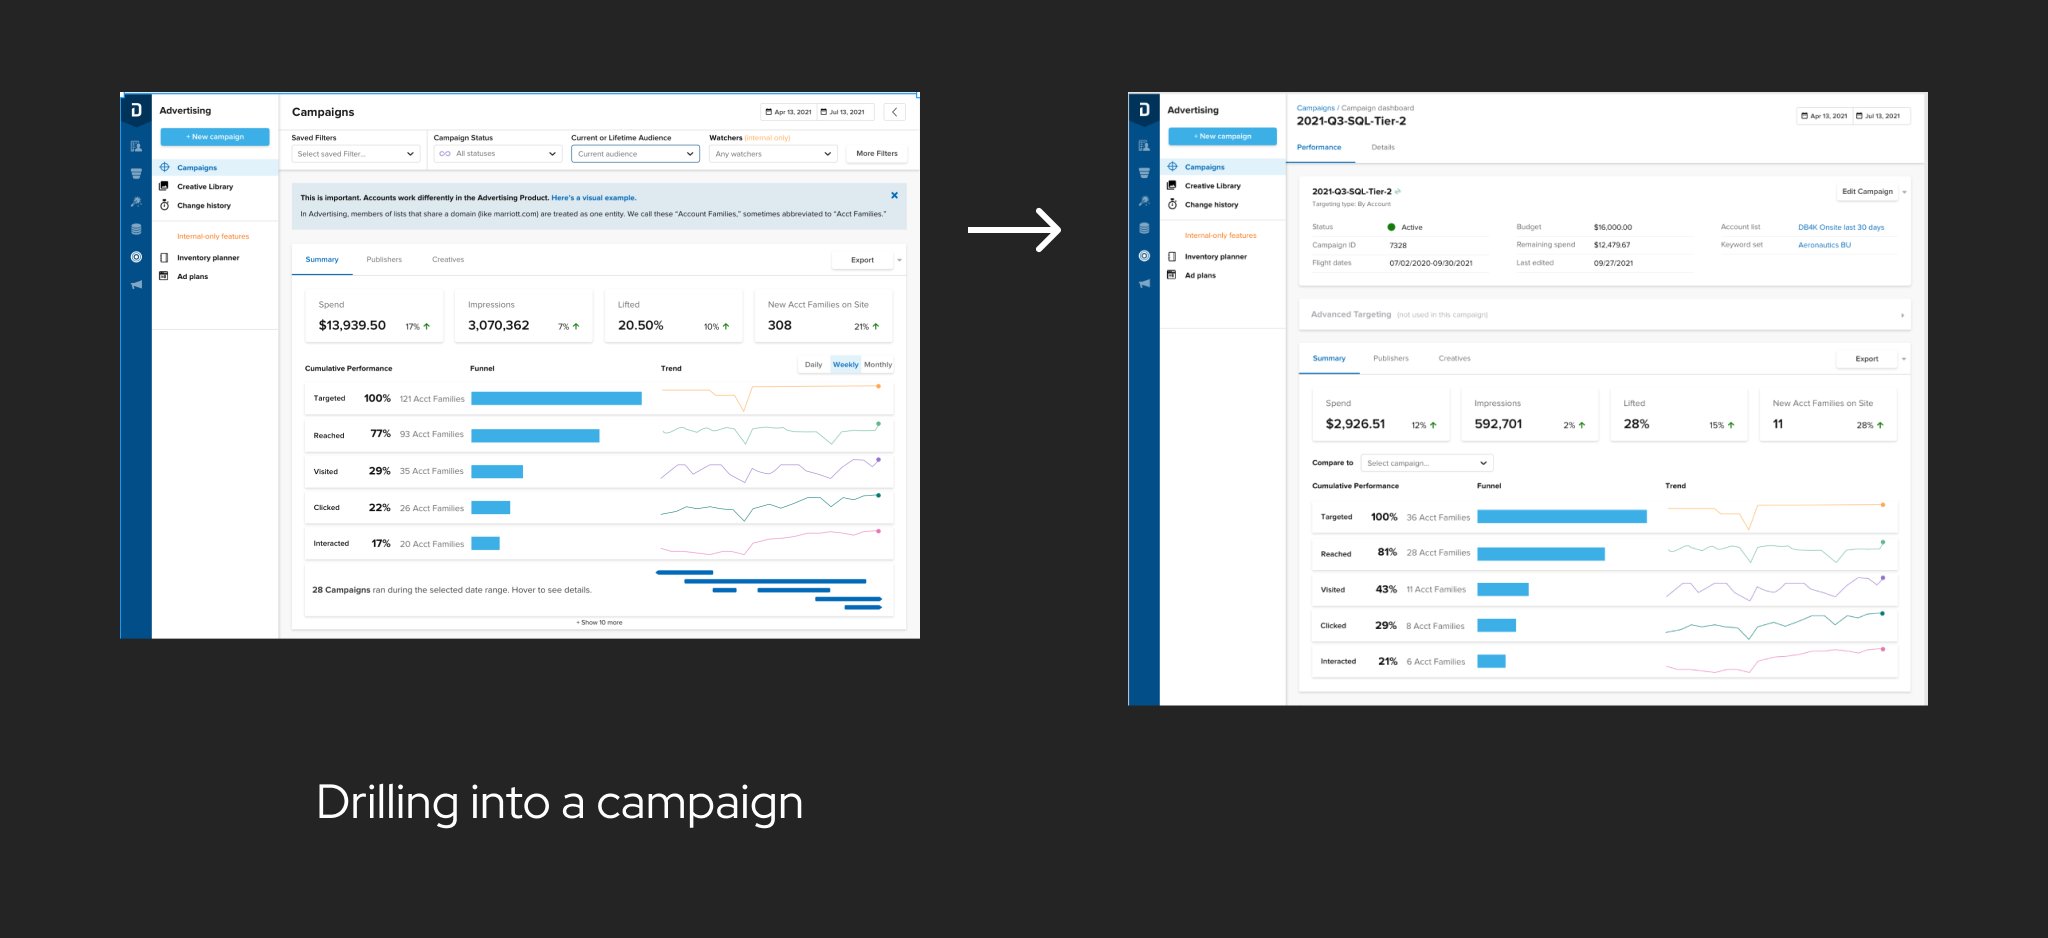 Advertising
+ New campaign
Campaigns
Creative Library
Change history
Internal-only features
Inventory planner
Ad plans
Campaigns
Apr 13, 2021
Jul 13, 2021
Saved Filters
Select saved Filter...
Campaign Status
All statuses
Current or Lifetime Audience
Current audience
Watchers (internal only)
Any watchers
More Filters
This is important. Accounts work differently in the Advertising Product. Here's a visual example.
In Advertising, members of lists that share a domain (like marriott.com) are treated as one entity. We call these "Account Families," sometimes abbreviated to "Acct Families."
Summary
Publishers
Creatives
Export
Spend
$13,939.50 17%
Impressions
3,070,362 7%
Lifted
20.50% 10%
New Acct Families on Site
308 21%
Cumulative Performance Funnel Trend
Daily Weekly Monthly
Targeted 100% 121 Acct Families
Reached 77% 93 Acct Families
Visited 29% 35 Acct Families
Clicked 22% 26 Acct Families
Interacted 17% 20 Acct Families
28 Campaigns ran during the selected date range. Hover to see details.
+ Show 10 more
Advertising
+ New campaign
Campaigns
Creative Library
Change history
Internal-only features
Inventory planner
Ad plans
Campaigns / Campaign dashboard
2021-Q3-SQL-Tier-2
Apr 13, 2021
Jul 13, 2021
Performance
Details
2021-Q3-SQL-Tier-2
Targeting type: By Account
Edit Campaign
Status Active
Campaign ID 7328
Flight dates 07/02/2020-09/30/2021
Budget $16,000.00
Remaining spend $12,479.67
Last edited 09/27/2021
Account list DB4K Onsite last 30 days
Keyword set Aeronautics BU
Advanced Targeting (not used in this campaign)
Summary
Publishers
Creatives
Export
Spend
$2,926.51 12%
Impressions
592,701 2%
Lifted
28% 15%
New Acct Families on Site
11 28%
Compare to Select campaign...
Cumulative Performance Funnel Trend
Targeted 100% 36 Acct Families
Reached 81% 28 Acct Families
Visited 43% 11 Acct Families
Clicked 29% 8 Acct Families
Interacted 21% 6 Acct Families
Drilling into a campaign